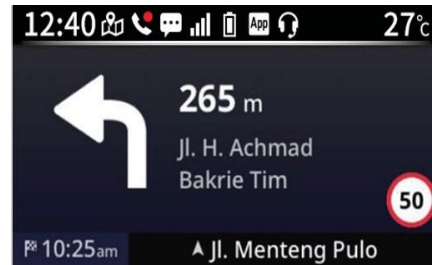 12:40 App 27°c
265 m
Jl. H. Achmad
Bakrie Tim
50
10:25am Jl. Menteng Pulo